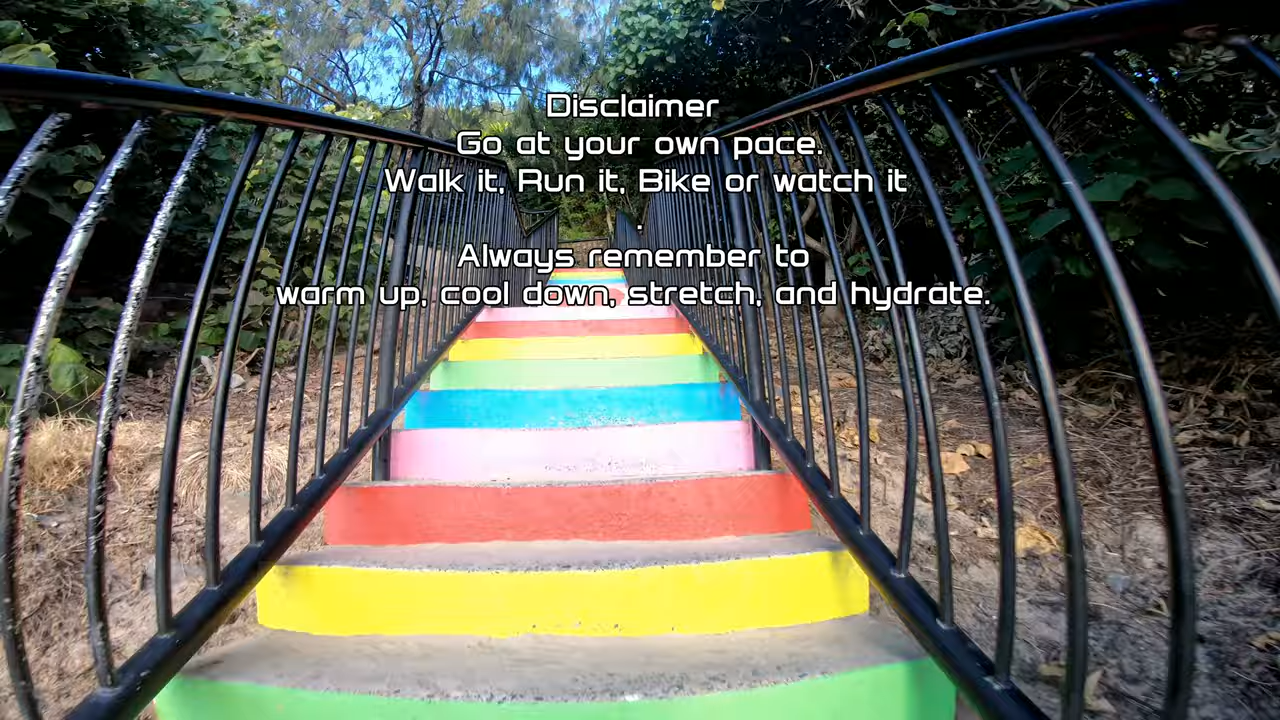 Disclaimer
Go at your own pace.
Walk it, Run it, Bike or watch it
.
Always remember to
warm up, cool down, stretch, and hydrate.